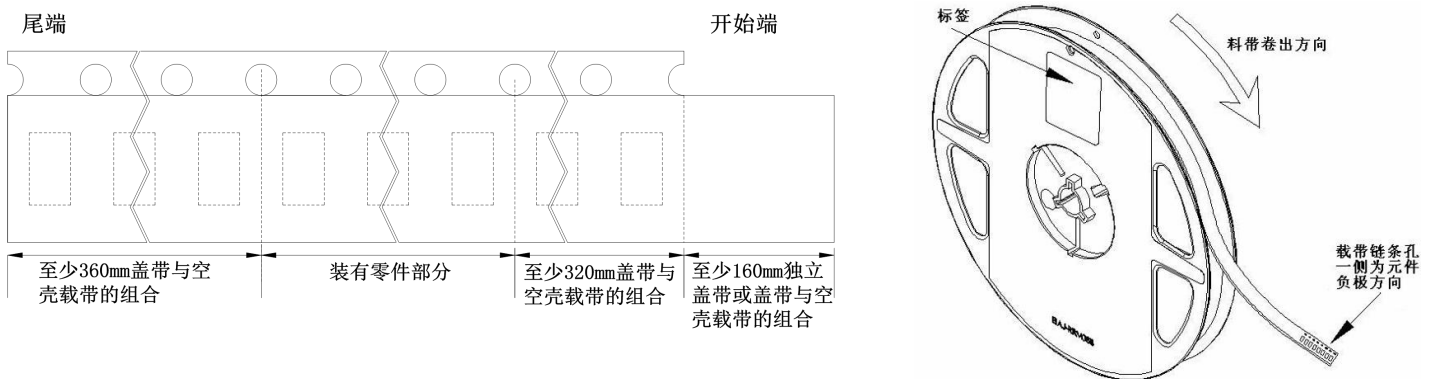 尾端
开始端
至少360mm盖带与空
壳载带的组合
装有零件部分
至少320mm盖带与
空壳载带的组合
至少160mm独立
盖带或盖带与空
壳载带的组合
标签
料带卷出方向
载带链条孔
一侧为元件
负极方向